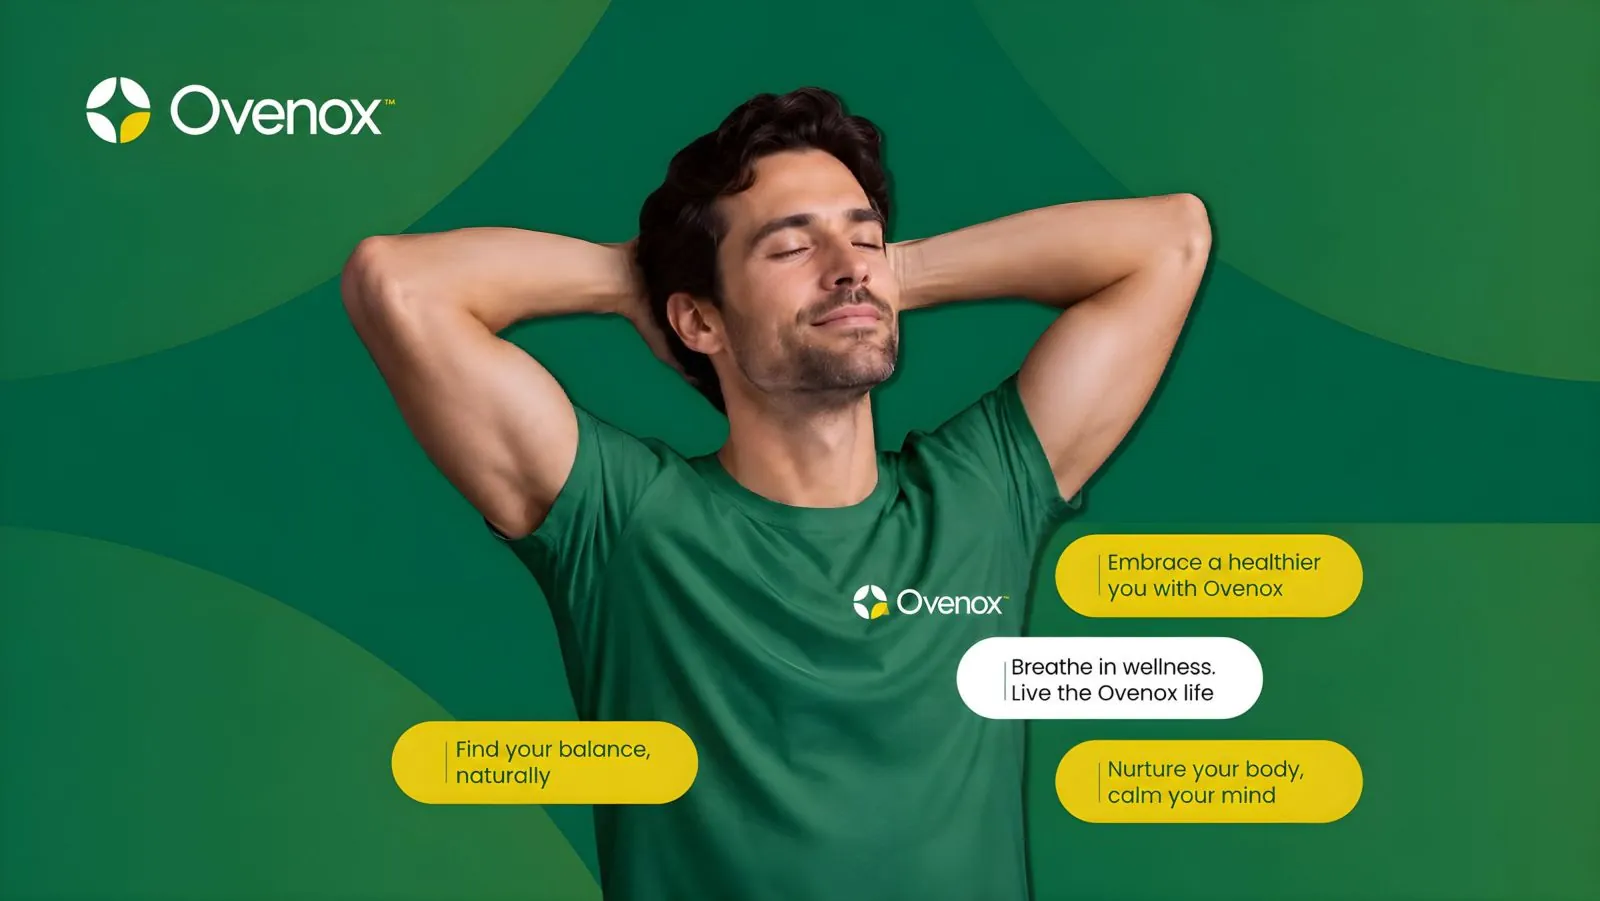 Ovenox™
Ovenox™
Embrace a healthier
you with Ovenox
Breathe in wellness.
Live the Ovenox life
Find your balance,
naturally
Nurture your body,
calm your mind